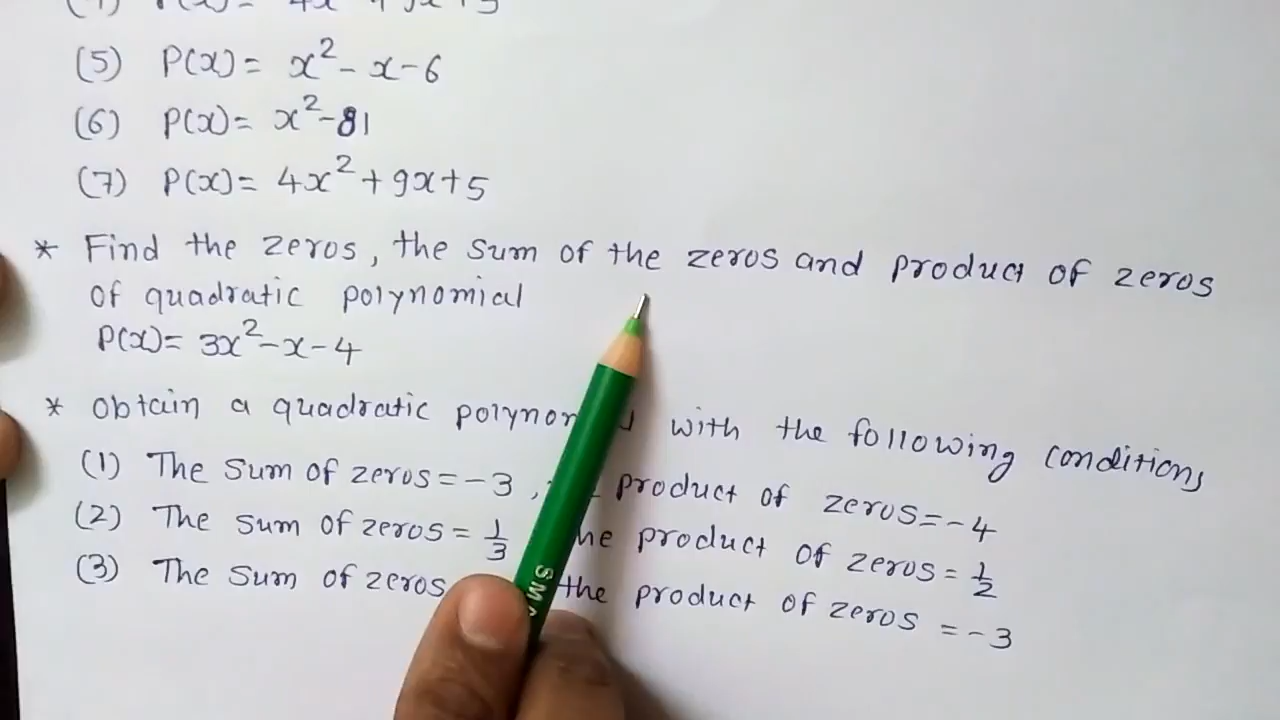 (5) P(x) = x² - x - 6
(6) P(x) = x² - 81
(7) P(x) = 4x² + 9x + 5
* Find the zeros, the sum of the zeros and product of zeros
of quadratic polynomial
P(x) = 3x² - x - 4
* Obtain a quadratic with the following conditions
(1) The sum of zeros = -3, product of zeros = -4
(2) The sum of zeros = 1/3 product of zeros = 1/2
(3) The sum of zeros the product of zeros = -3
SM